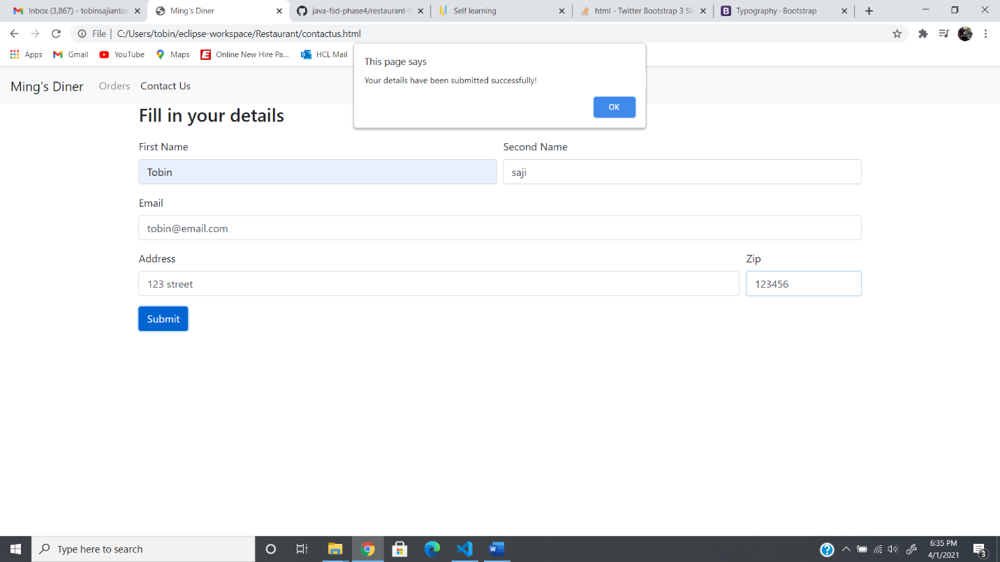 Inbox (3,867) - tobinsajianton
Ming's Diner
java-fsd-phase4/restaurant-f
Self learning
html - Twitter Bootstrap 3 Sti
Typography · Bootstrap
File
C:/Users/tobin/eclipse-workspace/Restaurant/contactus.html
Apps
Gmail
YouTube
Maps
Online New Hire Pa...
HCL Mail
This page says
Your details have been submitted successfully!
OK
Ming's Diner
Orders
Contact Us
Fill in your details
First Name
Second Name
Tobin
saji
Email
tobin@email.com
Address
Zip
123 street
123456
Submit
Type here to search
6:35 PM
4/1/2021
3